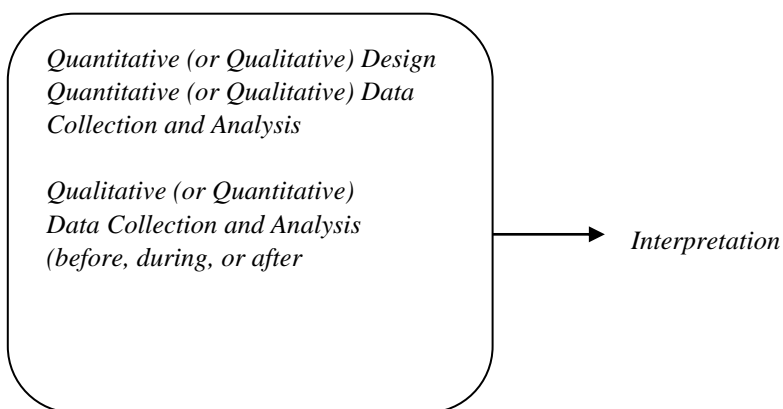 Quantitative (or Qualitative) Design
Quantitative (or Qualitative) Data
Collection and Analysis
Qualitative (or Quantitative)
Data Collection and Analysis
(before, during, or after
Interpretation